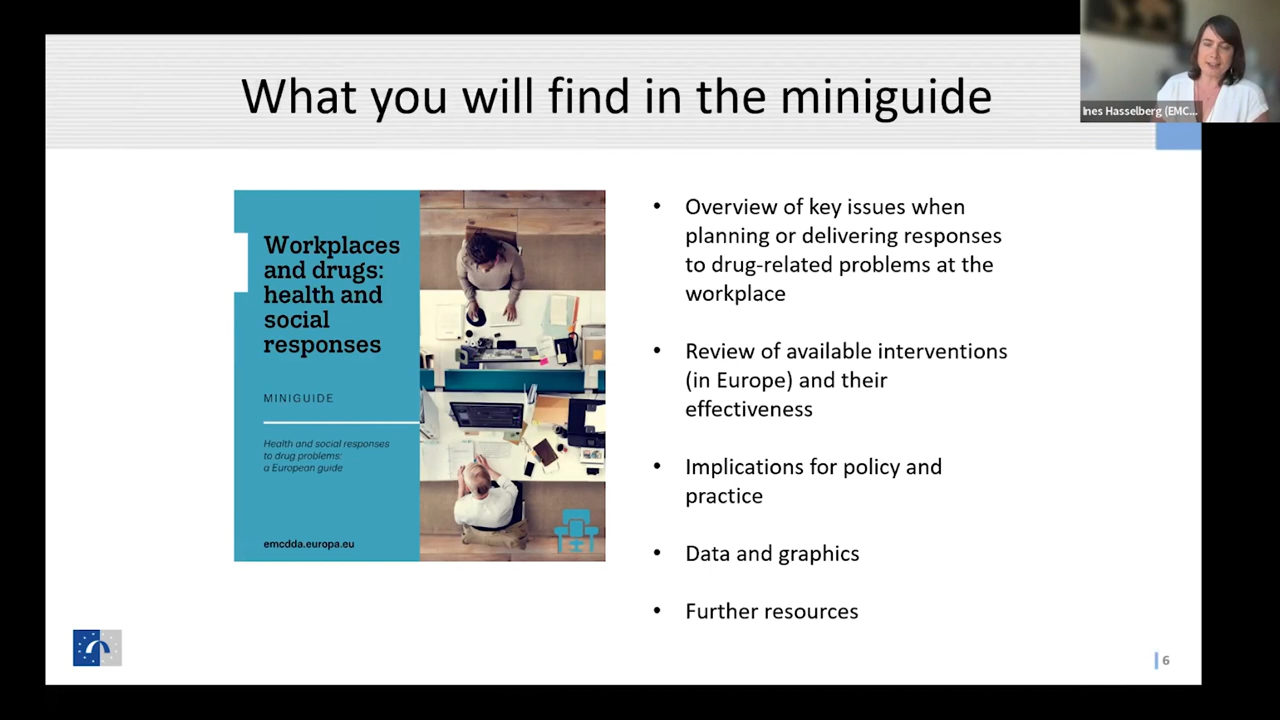 What you will find in the miniguide
Ines Hasselberg (EMC...
Workplaces
and drugs:
health and
social
responses
MINIGUIDE
Health and social responses
to drug problems:
a European guide
emcdda.europa.eu
• Overview of key issues when
planning or delivering responses
to drug-related problems at the
workplace
• Review of available interventions
(in Europe) and their
effectiveness
• Implications for policy and
practice
• Data and graphics
• Further resources
6